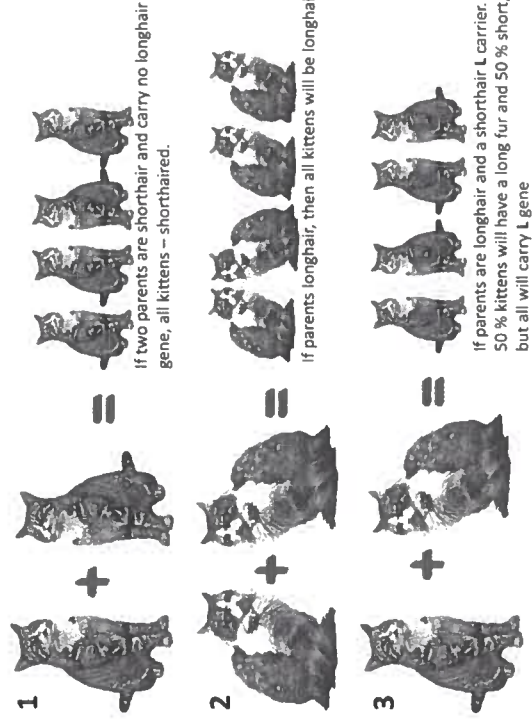 1
+
=
If two parents are shorthair and carry no longhair
gene, all kittens – shorthaired.
2
+
=
If parents longhair, then all kittens will be longhai
3
+
=
If parents are longhair and a shorthair L carrier.
50 % kittens will have a long fur and 50 % short,
but all will carry L gene